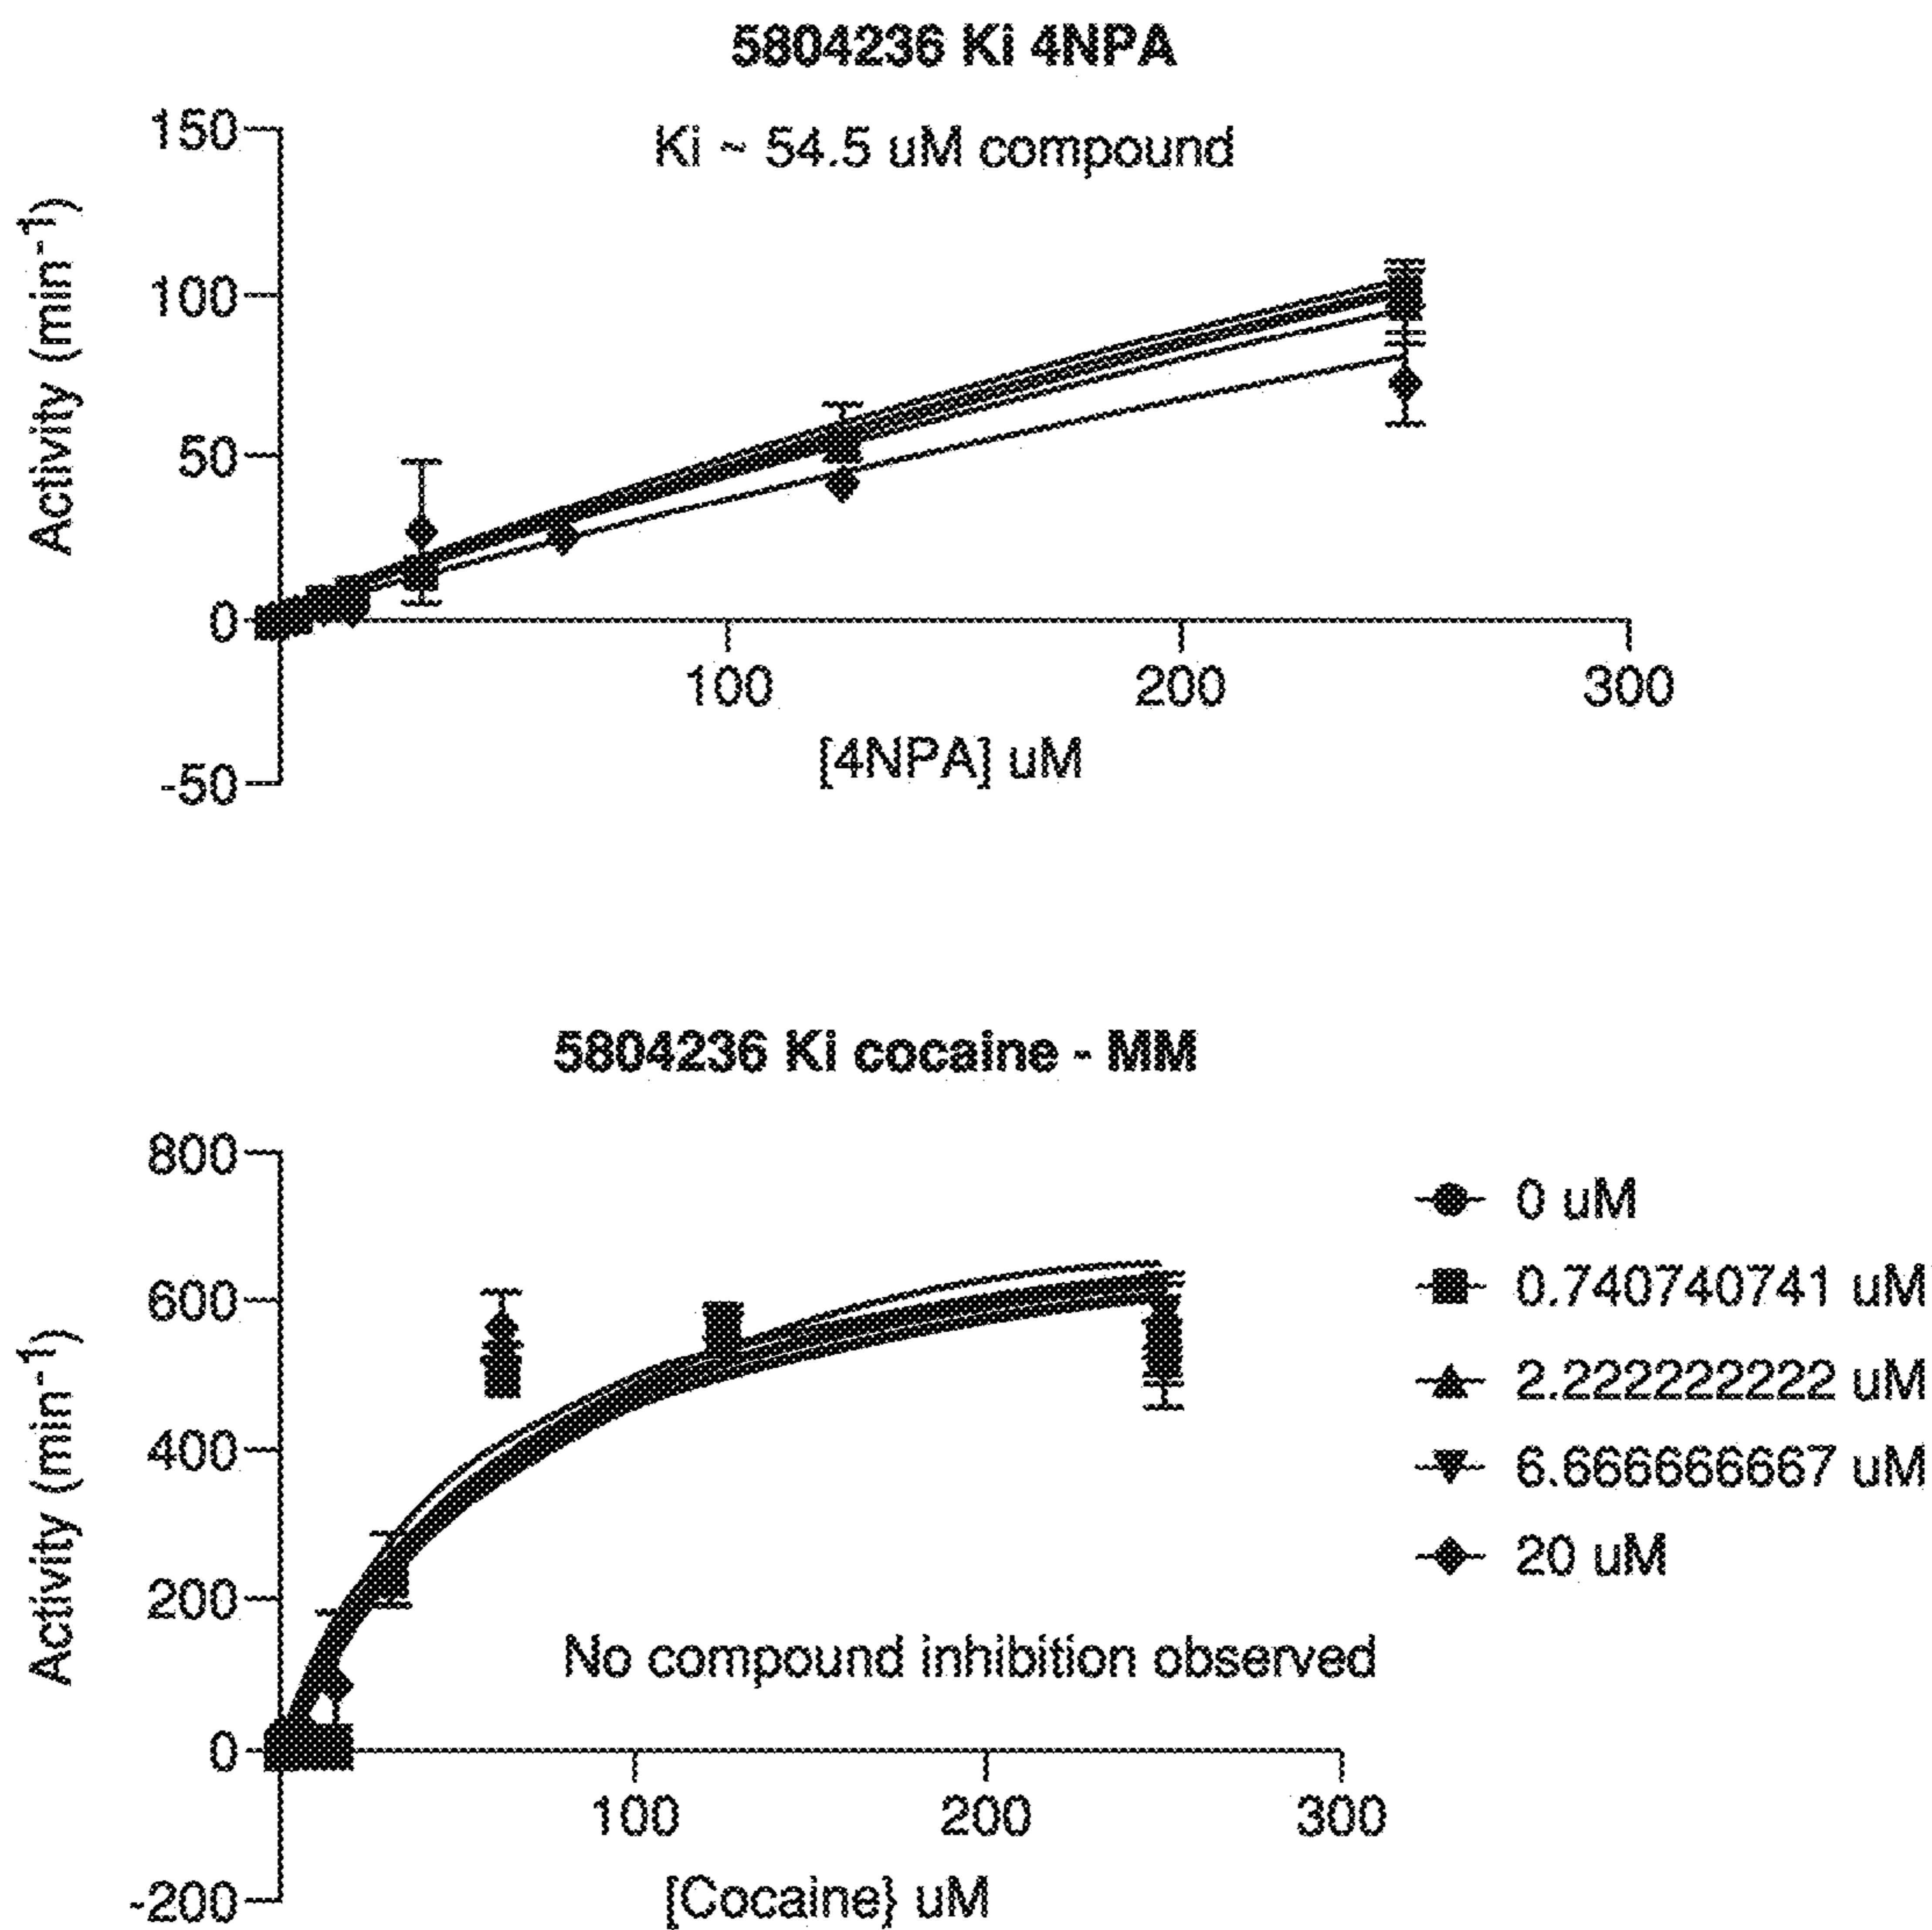 5804236 Ki 4NPA
Ki ~ 54.5 uM compound
150
100
50
0
-50
Activity (min⁻¹)
100 200 300
[4NPA] uM
5804236 Ki cocaine - MM
800
600
400
200
0
-200
Activity (min⁻¹)
No compound inhibition observed
100 200 300
[Cocaine} uM
0 uM
0.740740741 uM
2.222222222 uM
6.666666667 uM
20 uM